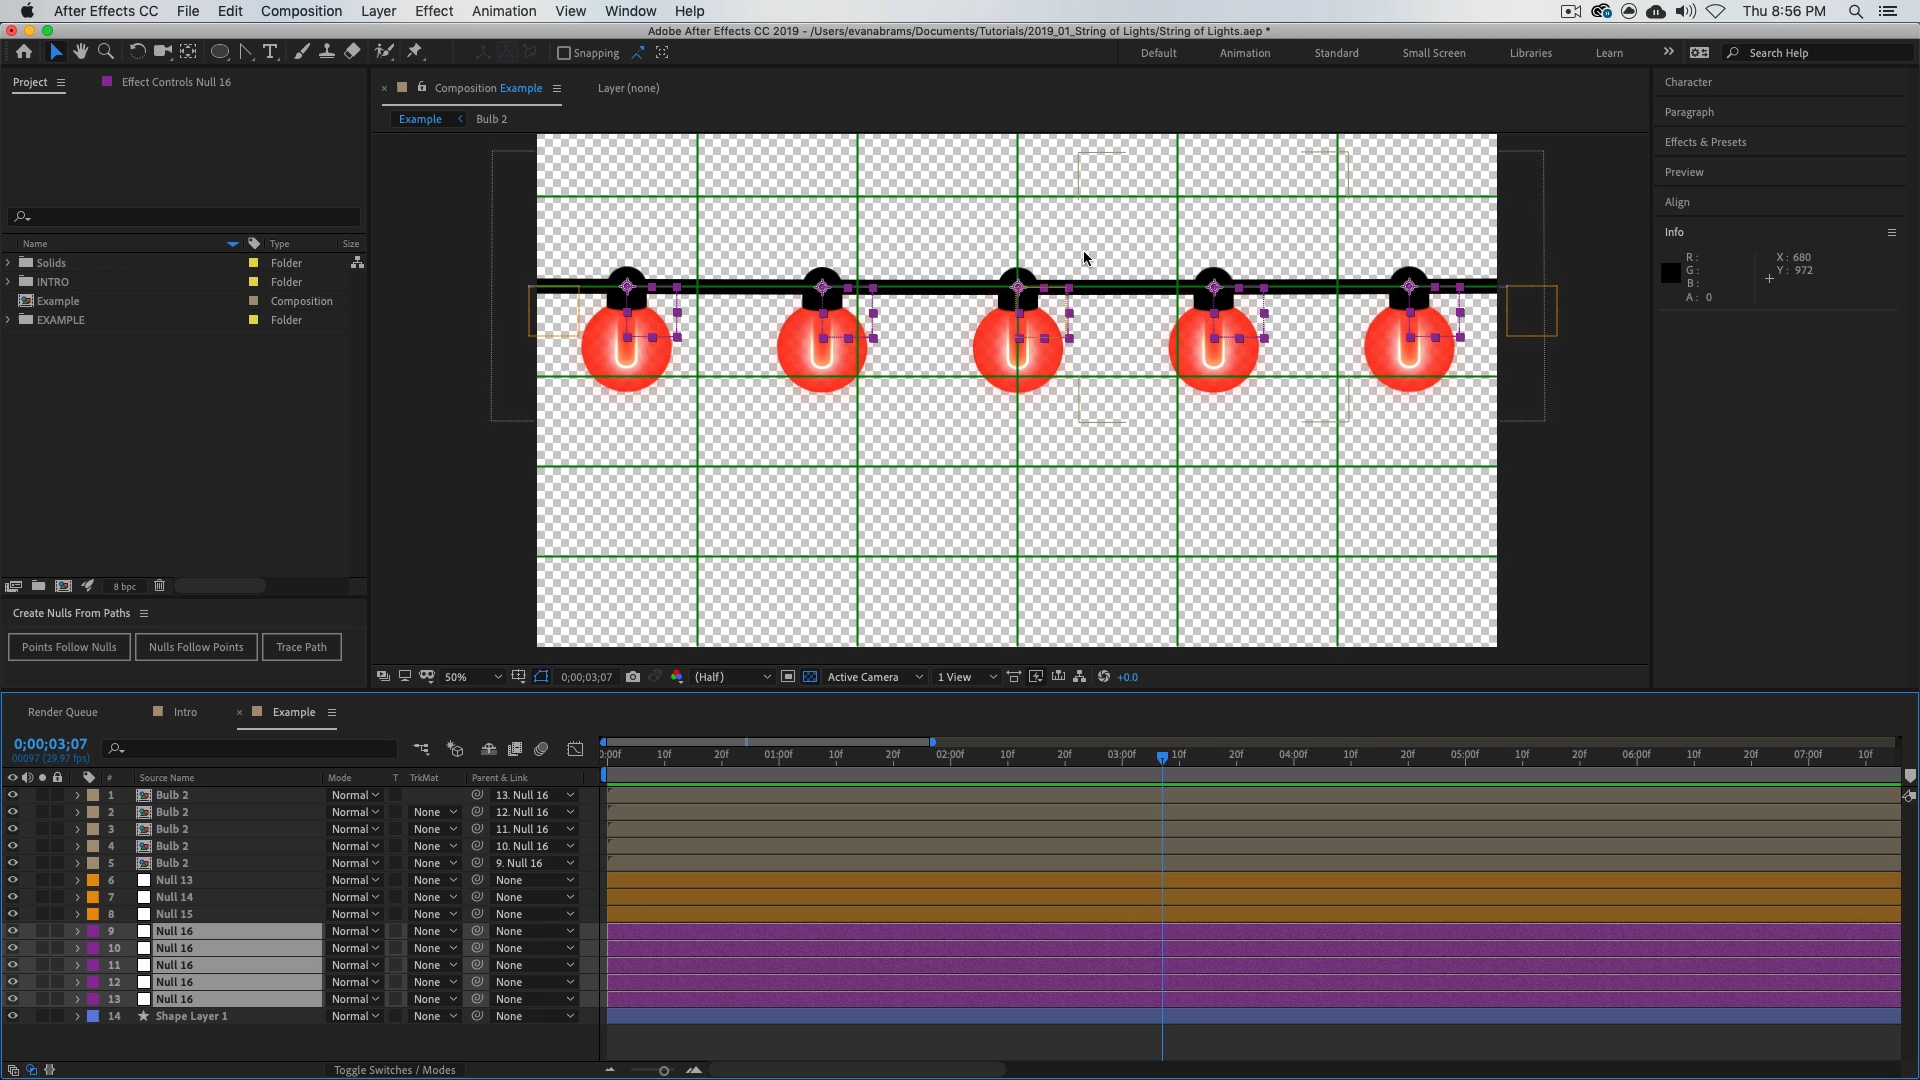 After Effects CC File Edit Composition Layer Effect Animation View Window Help Thu 8:56 PM
Adobe After Effects CC 2019 - /Users/evanabrams/Documents/Tutorials/2019_01_String of Lights/String of Lights.aep *
Snapping Default Animation Standard Small Screen Libraries Learn Search Help
Project Effect Controls Null 16
Composition Example Layer (none)
Example Bulb 2
Character
Paragraph
Effects & Presets
Preview
Align
Info
R: X: 680
G: Y: 972
B:
A: 0
Name Type Size
Solids Folder
INTRO Folder
Example Composition
EXAMPLE Folder
8 bpc
Create Nulls From Paths
Points Follow Nulls Nulls Follow Points Trace Path
50% 0;00;03;07 (Half) Active Camera 1 View +0.0
Render Queue Intro Example
0;00;03;07
00097 (29.97 fps)
:00f 10f 20f 01:00f 10f 20f 02:00f 10f 20f 03:00f 10f 20f 04:00f 10f 20f 05:00f 10f 20f 06:00f 10f 20f 07:00f 10f
# Source Name Mode T TrkMat Parent & Link
1 Bulb 2 Normal 13. Null 16
2 Bulb 2 Normal None 12. Null 16
3 Bulb 2 Normal None 11. Null 16
4 Bulb 2 Normal None 10. Null 16
5 Bulb 2 Normal None 9. Null 16
6 Null 13 Normal None None
7 Null 14 Normal None None
8 Null 15 Normal None None
9 Null 16 Normal None None
10 Null 16 Normal None None
11 Null 16 Normal None None
12 Null 16 Normal None None
13 Null 16 Normal None None
14 Shape Layer 1 Normal None None
Toggle Switches / Modes